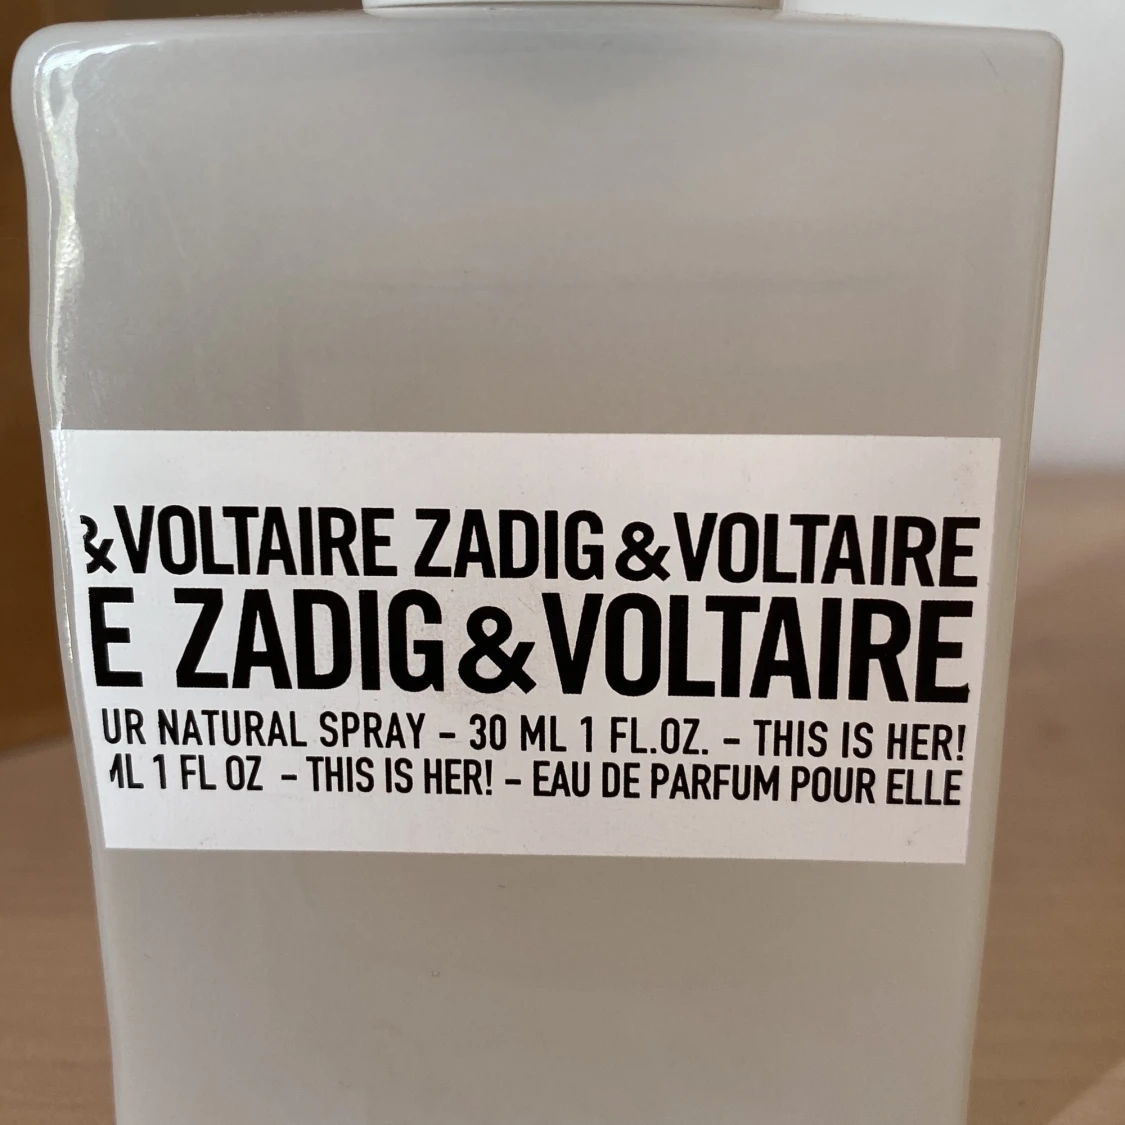 &VOLTAIRE ZADIG&VOLTAIRE
E ZADIG&VOLTAIRE
UR NATURAL SPRAY – 30 ML 1 FL.OZ. – THIS IS HER!
ML 1 FL OZ – THIS IS HER! – EAU DE PARFUM POUR ELLE